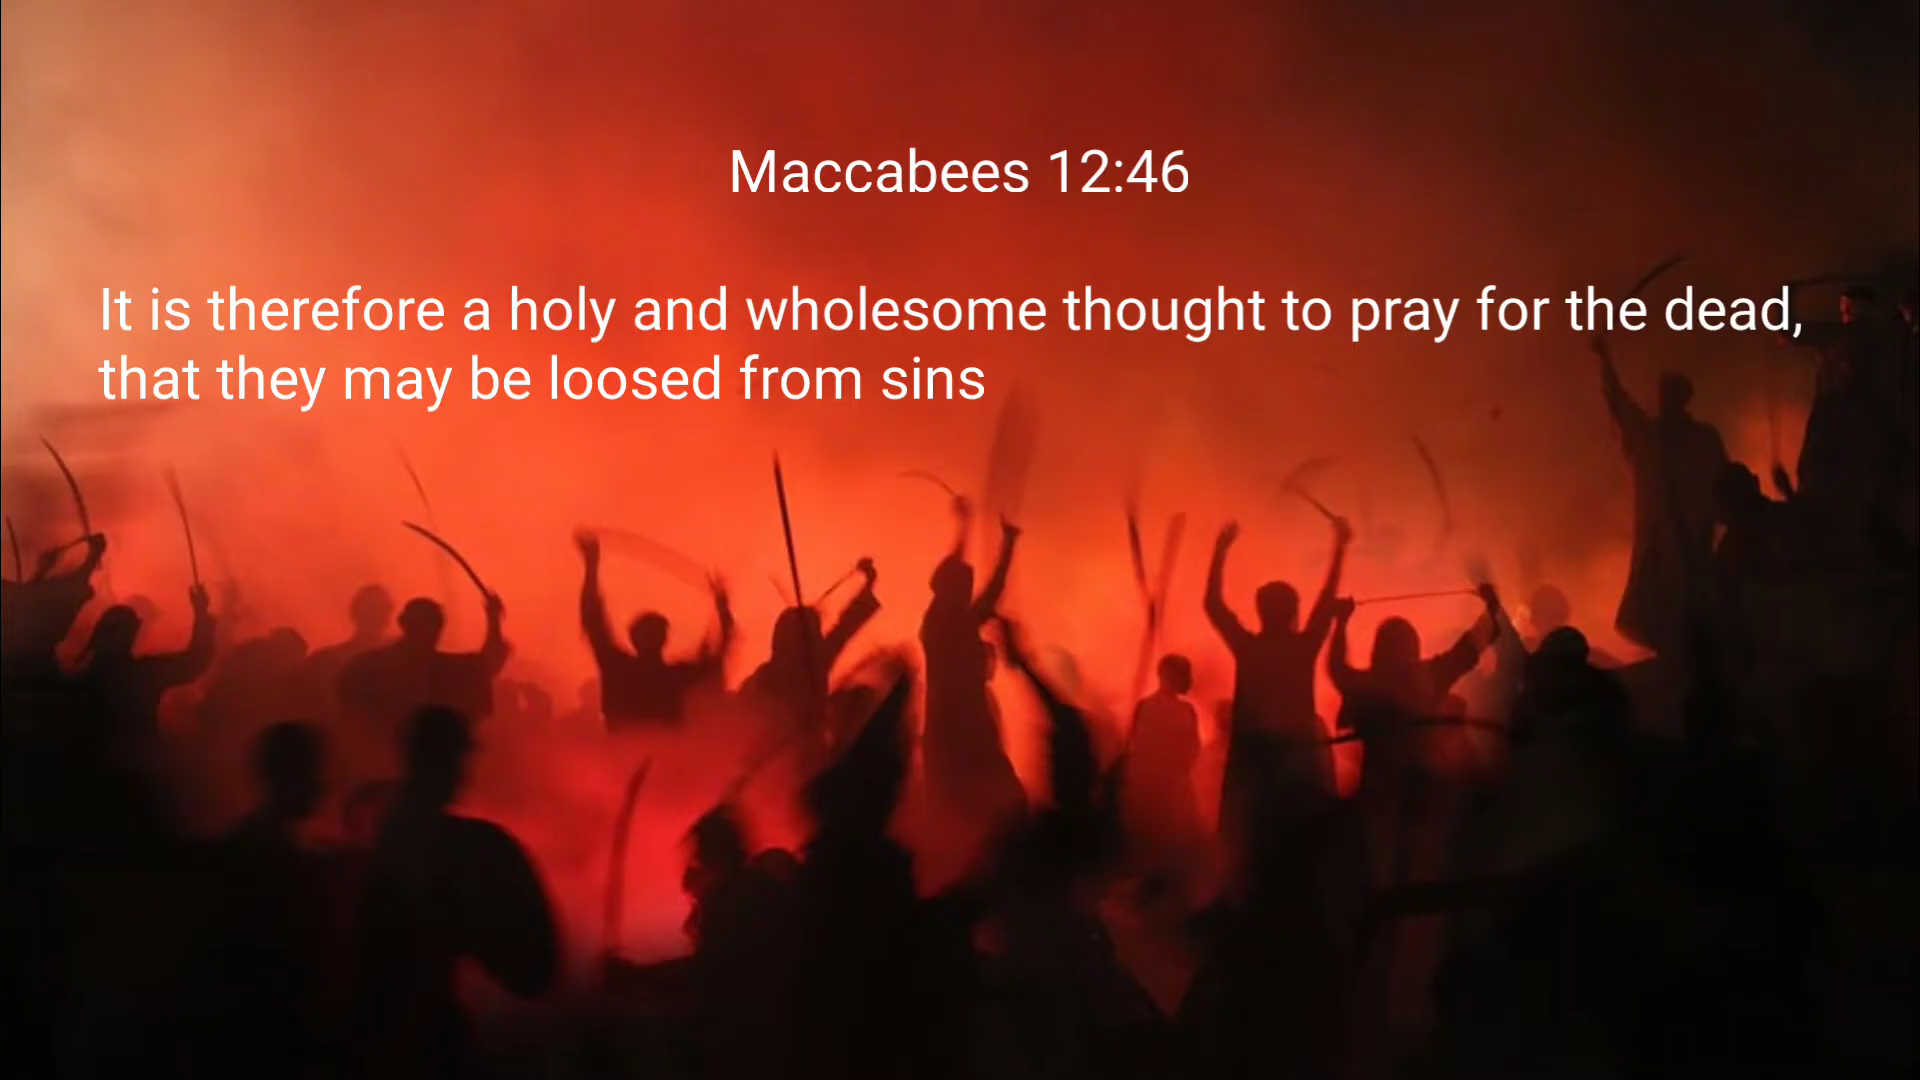 Maccabees 12:46
It is therefore a holy and wholesome thought to pray for the dead,
that they may be loosed from sins